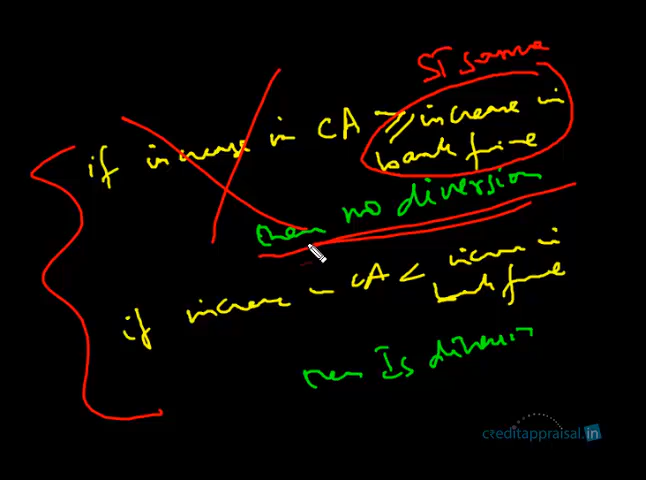 ST source
if increase in CA ≥ increase in
bank fine
then no diversion
if increase in CA < increase in
bank fine
then Is diversion
creditappraisal.in